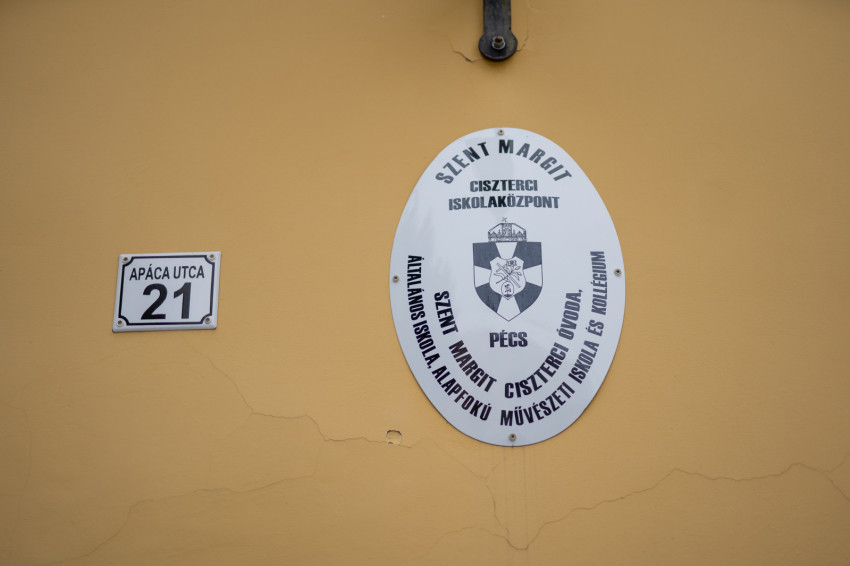 APÁCA UTCA
21
SZENT MARGIT
CISZTERCI
ISKOLAKÖZPONT
PÉCS
SZENT MARGIT CISZTERCI ÓVODA,
ÁLTALÁNOS ISKOLA, ALAPFOKÚ MŰVÉSZETI ISKOLA ÉS KOLLÉGIUM